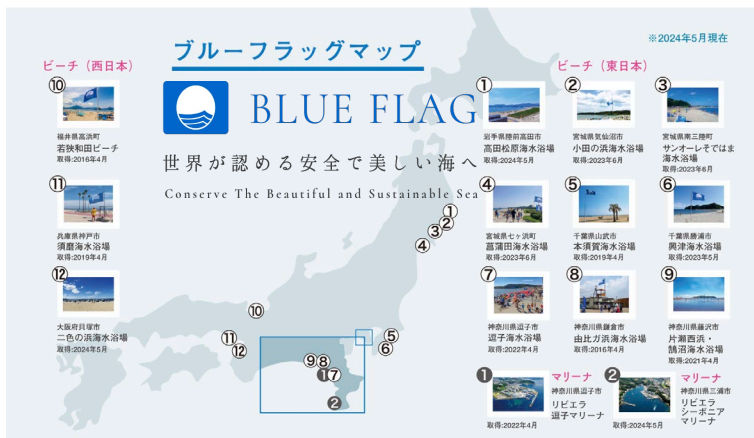 ※2024年5月現在
ブルーフラッグマップ
BLUE FLAG
世界が認める安全で美しい海へ
Conserve The Beautiful and Sustainable Sea
ビーチ（西日本）
⑩
福井県高浜町
若狭和田ビーチ
取得:2016年4月
⑪
兵庫県神戸市
須磨海水浴場
取得:2019年4月
⑫
大阪府貝塚市
二色の浜海水浴場
取得:2024年5月
ビーチ（東日本）
①
岩手県陸前高田市
高田松原海水浴場
取得:2024年5月
②
宮城県気仙沼市
小田の浜海水浴場
取得:2023年6月
③
宮城県南三陸町
サンオーレそではま
海水浴場
取得:2023年6月
④
宮城県七ヶ浜町
菖蒲田海水浴場
取得:2023年6月
⑤
千葉県山武市
本須賀海水浴場
取得:2019年4月
⑥
千葉県勝浦市
興津海水浴場
取得:2023年5月
⑦
神奈川県逗子市
逗子海水浴場
取得:2022年4月
⑧
神奈川県鎌倉市
由比ガ浜海水浴場
取得:2016年4月
⑨
神奈川県藤沢市
片瀬西浜・
鵠沼海水浴場
取得:2021年4月
❶
マリーナ
神奈川県逗子市
リビエラ
逗子マリーナ
取得:2022年4月
❷
マリーナ
神奈川県三浦市
リビエラ
シーボニア
マリーナ
取得:2024年5月
①
②
③
④
⑩
⑤
⑥
⑪
⑫
⑨⑧
❶⑦
❷